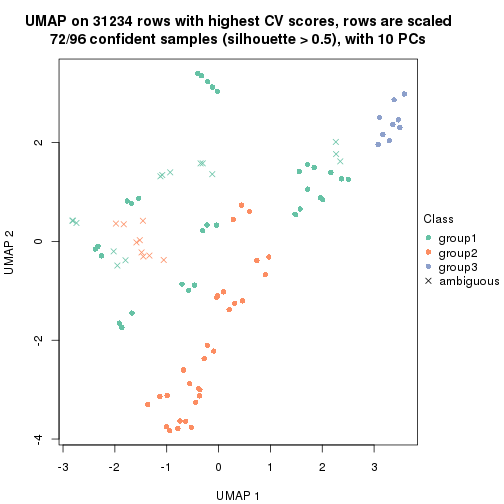 UMAP on 31234 rows with highest CV scores, rows are scaled
72/96 confident samples (silhouette > 0.5), with 10 PCs
2
0
-2
-4
UMAP 2
-3
-2
-1
0
1
2
3
UMAP 1
Class
group1
group2
group3
ambiguous